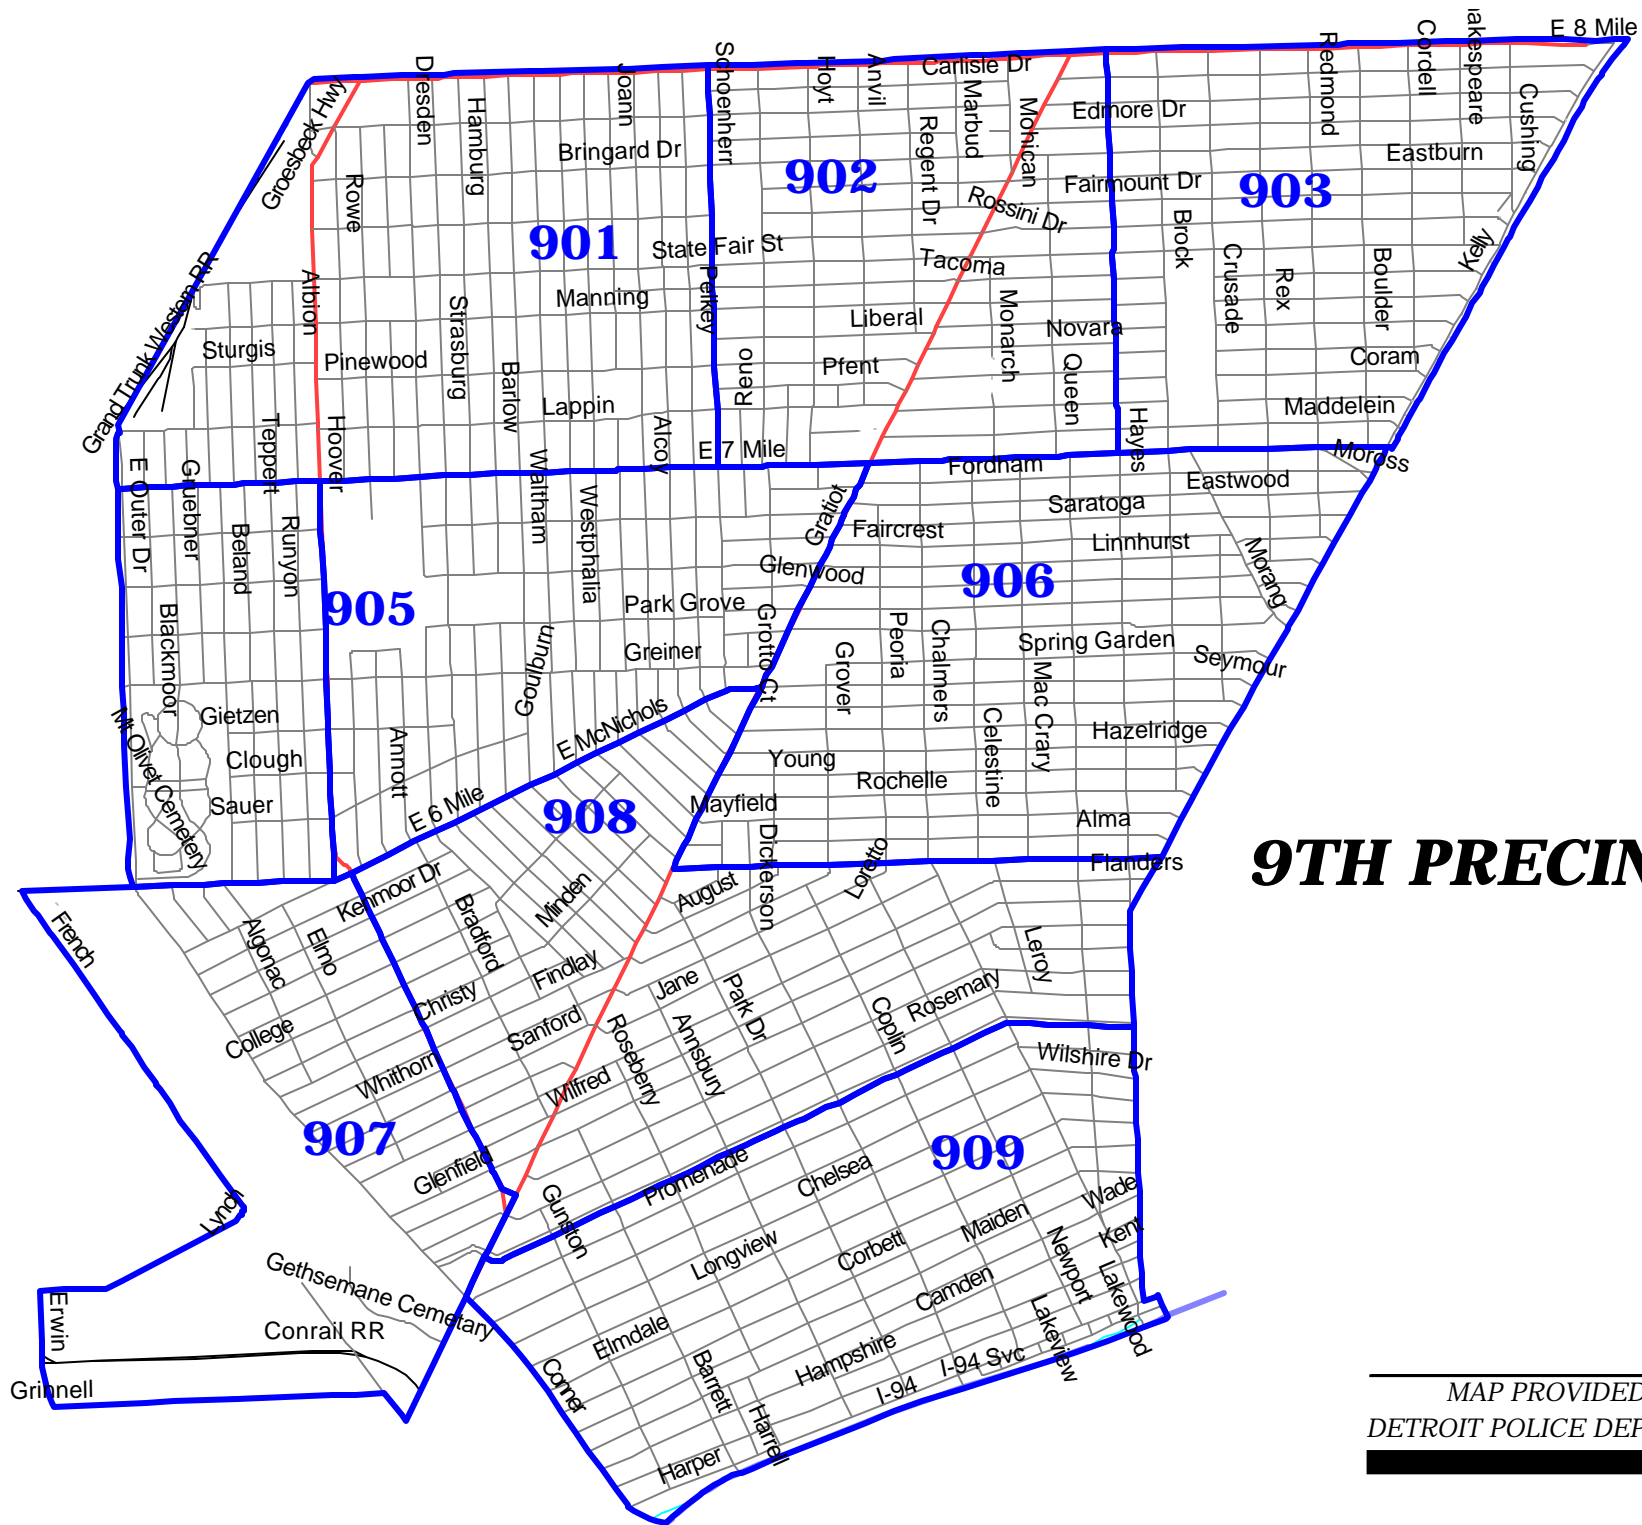 E 8 Mile
akespeare
Cordell
Redmond
Cushing
Schoenherr
Dresden
Joann
Hoyt
Anvil
Carlisle Dr
Marbud
Mohican
Edmore Dr
Groesbeck Hwy
Hamburg
Bringard Dr
Regent Dr
Eastburn
902
903
Fairmount Dr
Rowe
Rossini Dr
Brock
901
State Fair St
Tacoma
Kelly
Crusade
Rex
Boulder
Grand Trunk Western RR
Albion
Strasburg
Manning
Pelkey
Liberal
Monarch
Novara
Sturgis
Pinewood
Barlow
Reno
Pfent
Queen
Coram
Lappin
Maddelein
Teppert
Hoover
Alcoy
E 7 Mile
Hayes
Moross
E Outer Dr
Gruebner
Waltham
Westphalia
Fordham
Eastwood
Saratoga
Gratiot
Faircrest
Linnhurst
Beland
Runyon
Glenwood
906
Morang
905
Park Grove
Blackmoor
Grotto Ct
Peoria
Chalmers
Spring Garden
Greiner
Grover
Seymour
Goulburn
Mac Crary
Gietzen
Mt Olivet Cemetery
E McNichols
Celestine
Hazelridge
Annott
Clough
Young
Rochelle
Sauer
E 6 Mile
908
Mayfield
Alma
Dickerson
Loretto
Flanders
9TH PRECIN
Kenmoor Dr
August
Minden
French
Algonac
Elmo
Bradford
Leroy
Findlay
Jane
Park Dr
Christy
Rosemary
Coplin
College
Sanford
Roseberry
Annsbury
Whithorn
Wilshire Dr
Wilfred
907
909
Glenfield
Promenade
Chelsea
Lynch
Gunston
Wade
Maiden
Kent
Longview
Corbett
Newport
Gethsemane Cemetary
Camden
Lakewood
Erwin
Conrail RR
Elmdale
Lakeview
Hampshire
I-94 Svc
Grinnell
Conner
Barrett
I-94
Harrell
Harper
MAP PROVIDED
DETROIT POLICE DEP